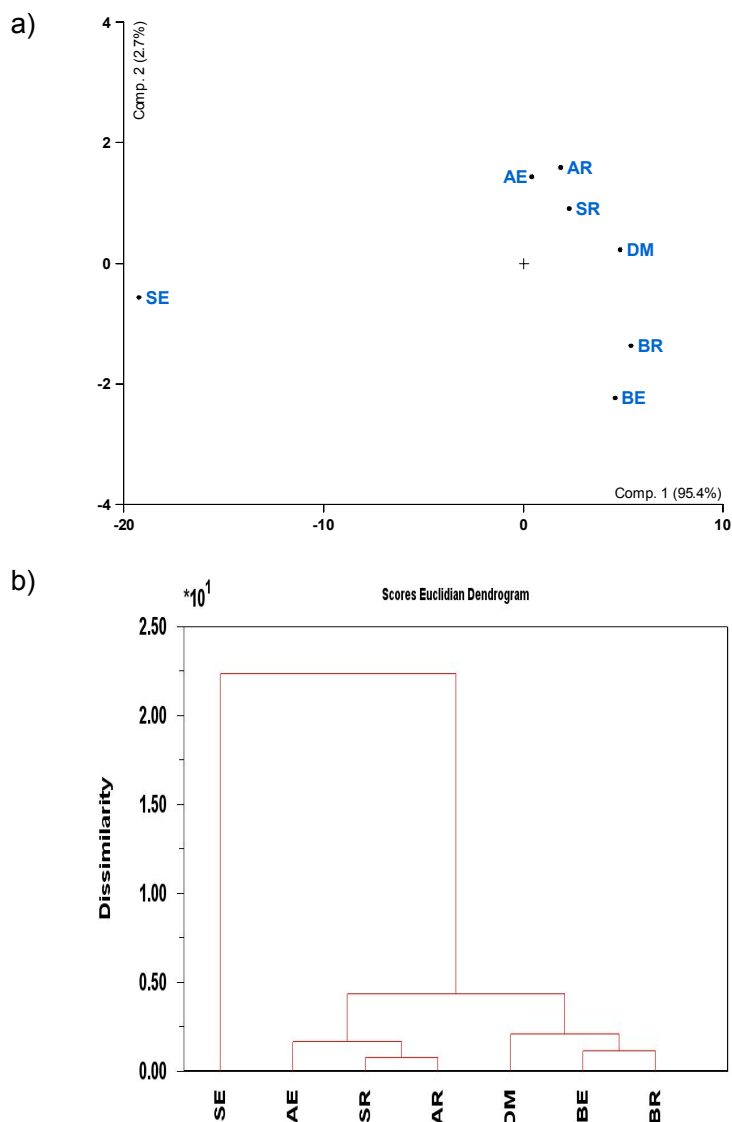 a)
4
Comp. 2 (2.7%)
2
AE
AR
SR
DM
0
SE
BR
-2
BE
Comp. 1 (95.4%)
-4
-20
-10
0
10
b)
*10¹
Scores Euclidian Dendrogram
2.50
2.00
1.50
Dissimilarity
1.00
0.50
0.00
SE
AE
SR
AR
DM
BE
BR